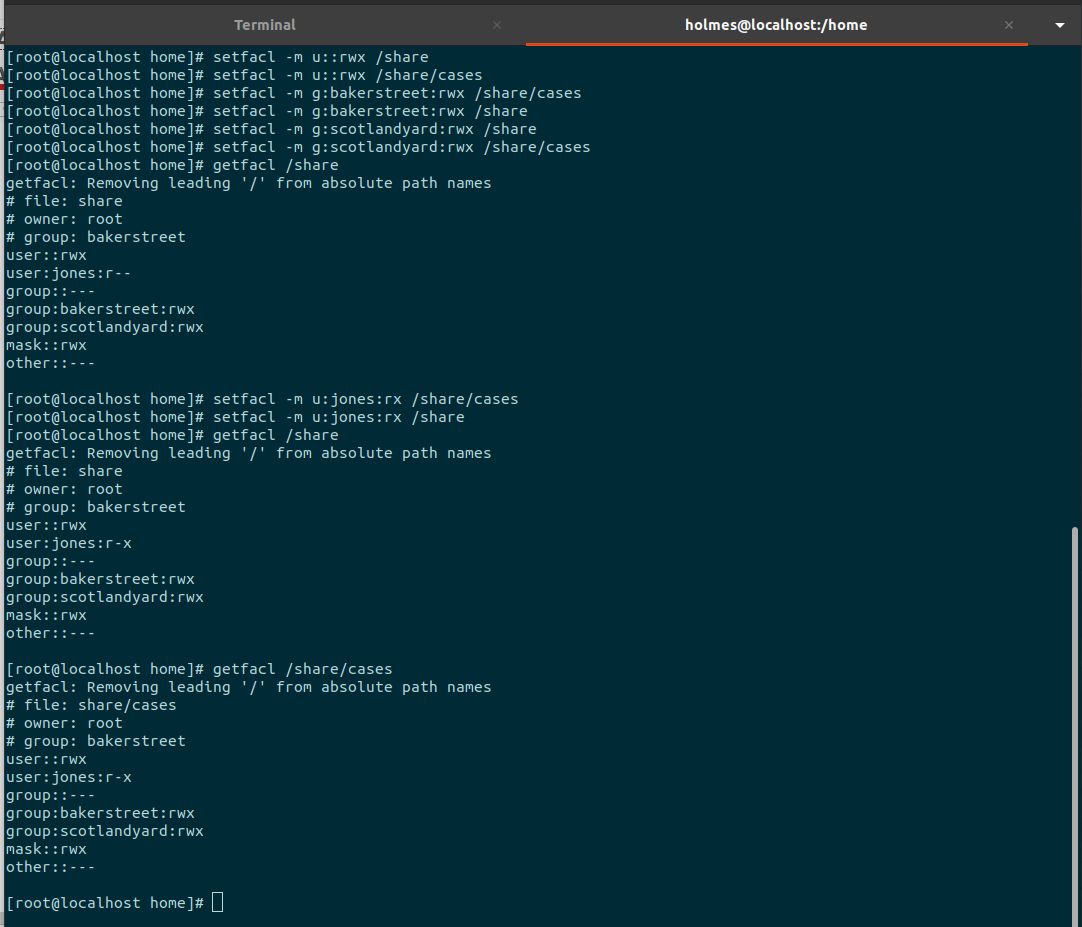 Terminal
holmes@localhost:/home
[root@localhost home]# setfacl -m u::rwx /share
[root@localhost home]# setfacl -m u::rwx /share/cases
[root@localhost home]# setfacl -m g:bakerstreet:rwx /share/cases
[root@localhost home]# setfacl -m g:bakerstreet:rwx /share
[root@localhost home]# setfacl -m g:scotlandyard:rwx /share
[root@localhost home]# setfacl -m g:scotlandyard:rwx /share/cases
[root@localhost home]# getfacl /share
getfacl: Removing leading '/' from absolute path names
# file: share
# owner: root
# group: bakerstreet
user::rwx
user:jones:r--
group::---
group:bakerstreet:rwx
group:scotlandyard:rwx
mask::rwx
other::---
[root@localhost home]# setfacl -m u:jones:rx /share/cases
[root@localhost home]# setfacl -m u:jones:rx /share
[root@localhost home]# getfacl /share
getfacl: Removing leading '/' from absolute path names
# file: share
# owner: root
# group: bakerstreet
user::rwx
user:jones:r-x
group::---
group:bakerstreet:rwx
group:scotlandyard:rwx
mask::rwx
other::---
[root@localhost home]# getfacl /share/cases
getfacl: Removing leading '/' from absolute path names
# file: share/cases
# owner: root
# group: bakerstreet
user::rwx
user:jones:r-x
group::---
group:bakerstreet:rwx
group:scotlandyard:rwx
mask::rwx
other::---
[root@localhost home]#